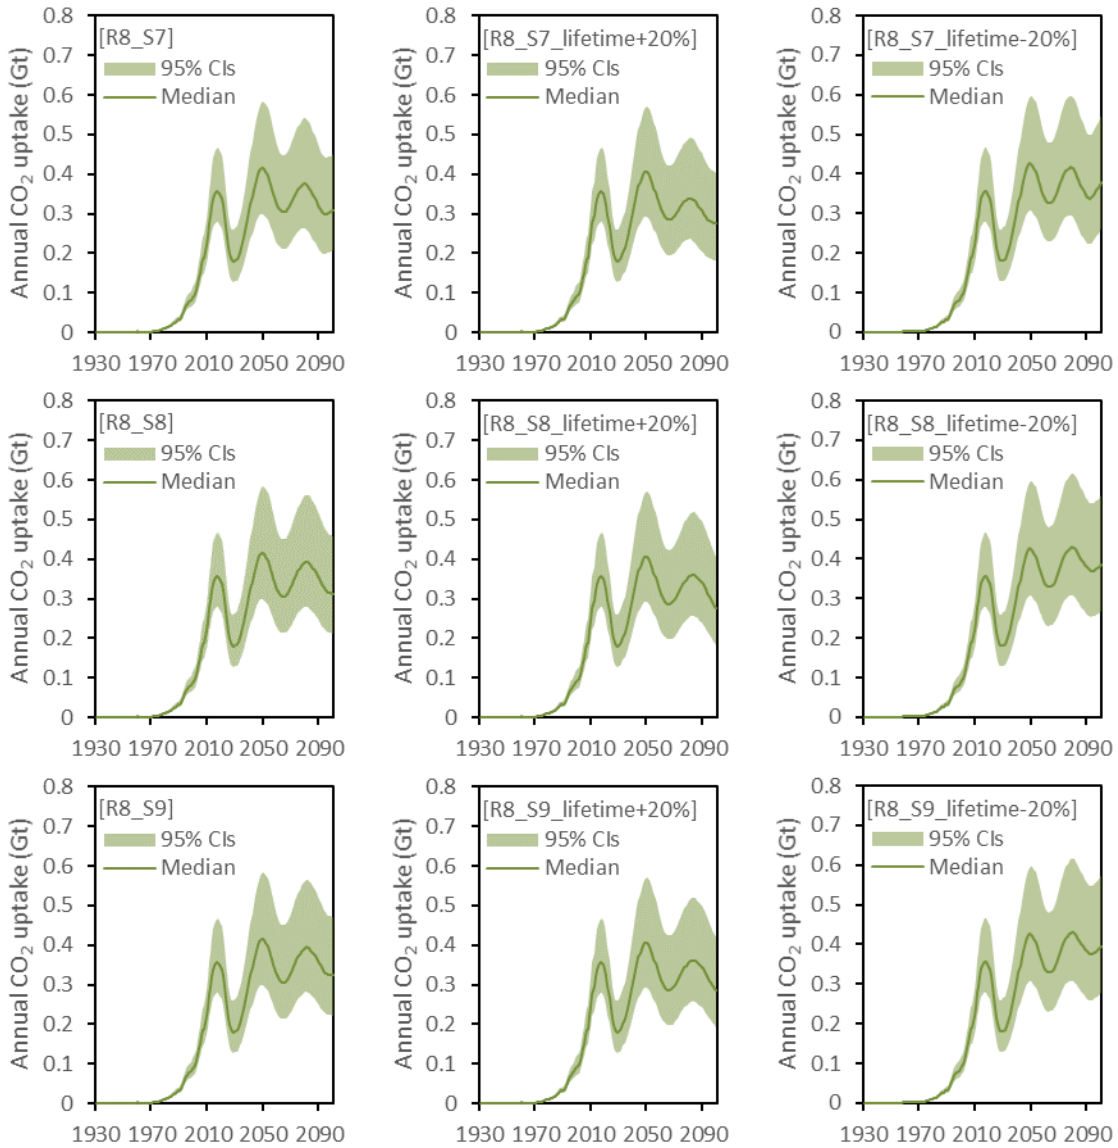 [R8_S7]
95% CIs
Median
Annual CO₂ uptake (Gt)
0.8
0.7
0.6
0.5
0.4
0.3
0.2
0.1
0
1930 1970 2010 2050 2090
[R8_S7_lifetime+20%]
95% CIs
Median
Annual CO₂ uptake (Gt)
0.8
0.7
0.6
0.5
0.4
0.3
0.2
0.1
0
1930 1970 2010 2050 2090
[R8_S7_lifetime-20%]
95% CIs
Median
Annual CO₂ uptake (Gt)
0.8
0.7
0.6
0.5
0.4
0.3
0.2
0.1
0
1930 1970 2010 2050 2090
[R8_S8]
95% CIs
Median
Annual CO₂ uptake (Gt)
0.8
0.7
0.6
0.5
0.4
0.3
0.2
0.1
0
1930 1970 2010 2050 2090
[R8_S8_lifetime+20%]
95% CIs
Median
Annual CO₂ uptake (Gt)
0.8
0.7
0.6
0.5
0.4
0.3
0.2
0.1
0
1930 1970 2010 2050 2090
[R8_S8_lifetime-20%]
95% CIs
Median
Annual CO₂ uptake (Gt)
0.8
0.7
0.6
0.5
0.4
0.3
0.2
0.1
0
1930 1970 2010 2050 2090
[R8_S9]
95% CIs
Median
Annual CO₂ uptake (Gt)
0.8
0.7
0.6
0.5
0.4
0.3
0.2
0.1
0
1930 1970 2010 2050 2090
[R8_S9_lifetime+20%]
95% CIs
Median
Annual CO₂ uptake (Gt)
0.8
0.7
0.6
0.5
0.4
0.3
0.2
0.1
0
1930 1970 2010 2050 2090
[R8_S9_lifetime-20%]
95% CIs
Median
Annual CO₂ uptake (Gt)
0.8
0.7
0.6
0.5
0.4
0.3
0.2
0.1
0
1930 1970 2010 2050 2090